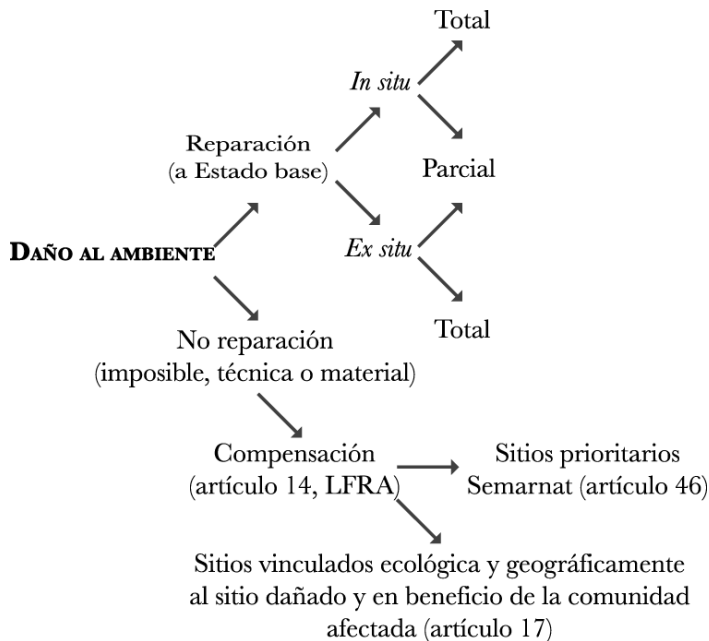 Total
In situ
Reparación
(a Estado base)
Parcial
DAÑO AL AMBIENTE
Ex situ
Total
No reparación
(imposible, técnica o material)
Compensación
(artículo 14, LFRA)
Sitios prioritarios
Semarnat (artículo 46)
Sitios vinculados ecológica y geográficamente
al sitio dañado y en beneficio de la comunidad
afectada (artículo 17)